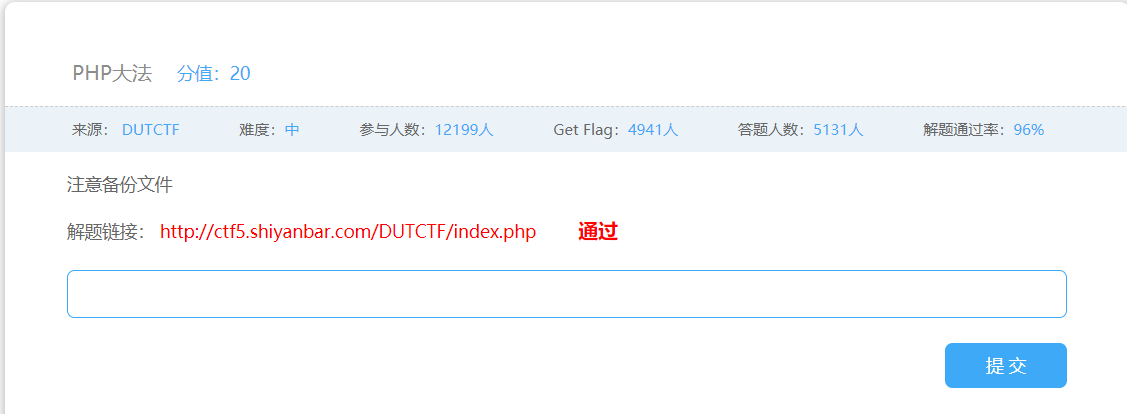 PHP大法 分值：20
来源： DUTCTF 难度：中 参与人数：12199人 Get Flag：4941人 答题人数：5131人 解题通过率：96%
注意备份文件
解题链接： http://ctf5.shiyanbar.com/DUTCTF/index.php 通过
提交